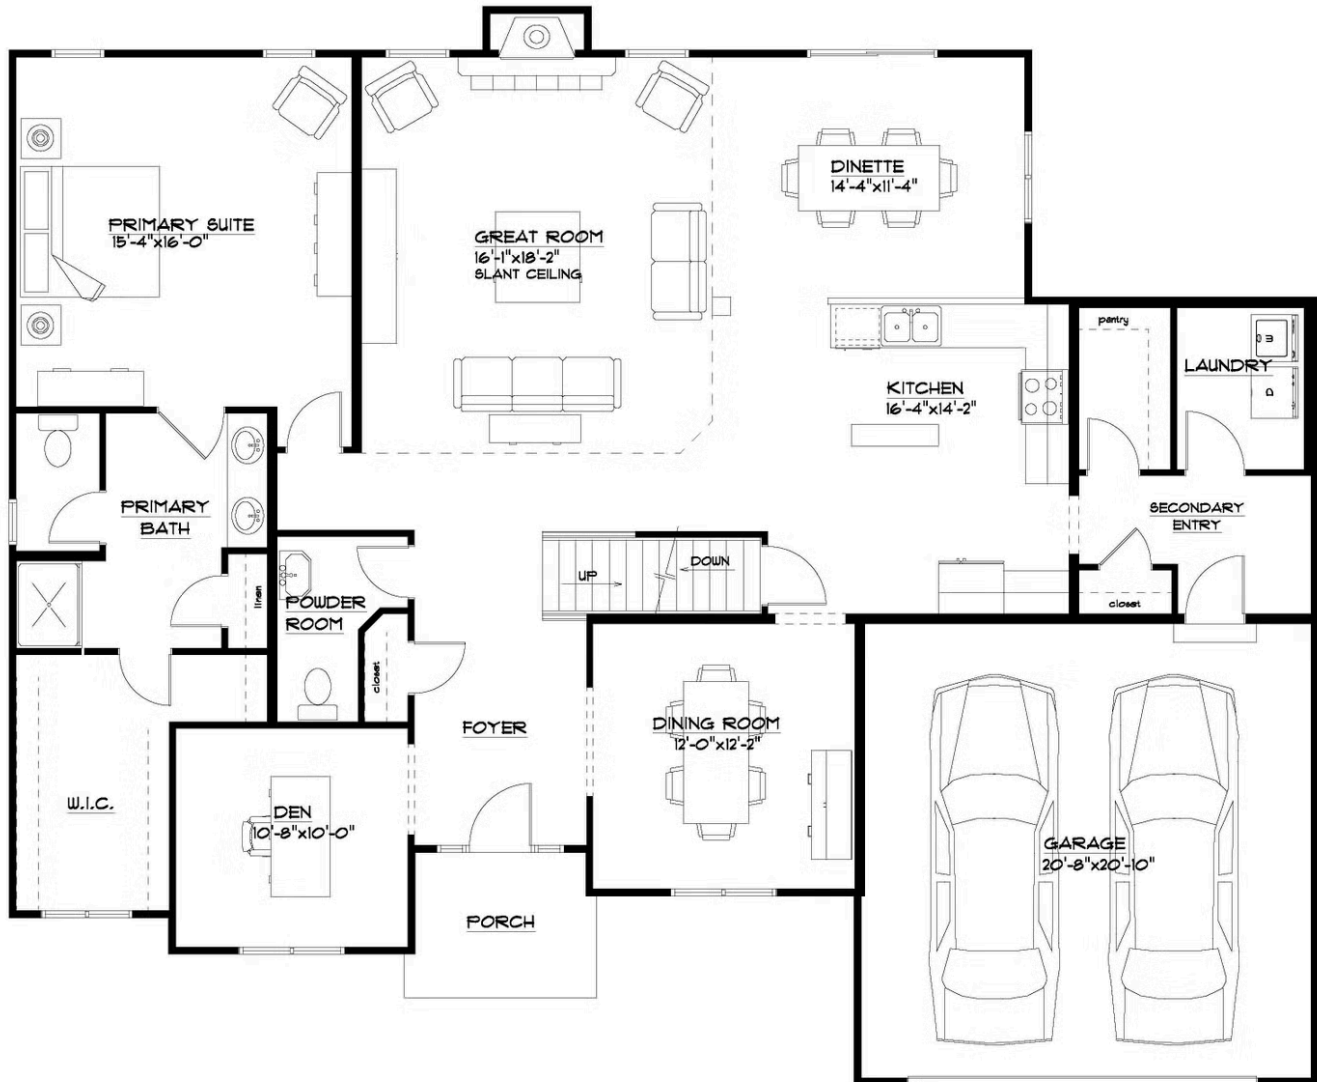 PRIMARY SUITE
15'-4"x16'-0"
GREAT ROOM
16'-1"x18'-2"
SLANT CEILING
DINETTE
14'-4"x11'-4"
KITCHEN
16'-4"x14'-2"
pantry
LAUNDRY
W
D
PRIMARY
BATH
SECONDARY
ENTRY
UP
DOWN
linen
POWDER
ROOM
closet
closet
FOYER
DINING ROOM
12'-0"x12'-2"
W.I.C.
DEN
10'-8"x10'-0"
GARAGE
20'-8"x20'-10"
PORCH